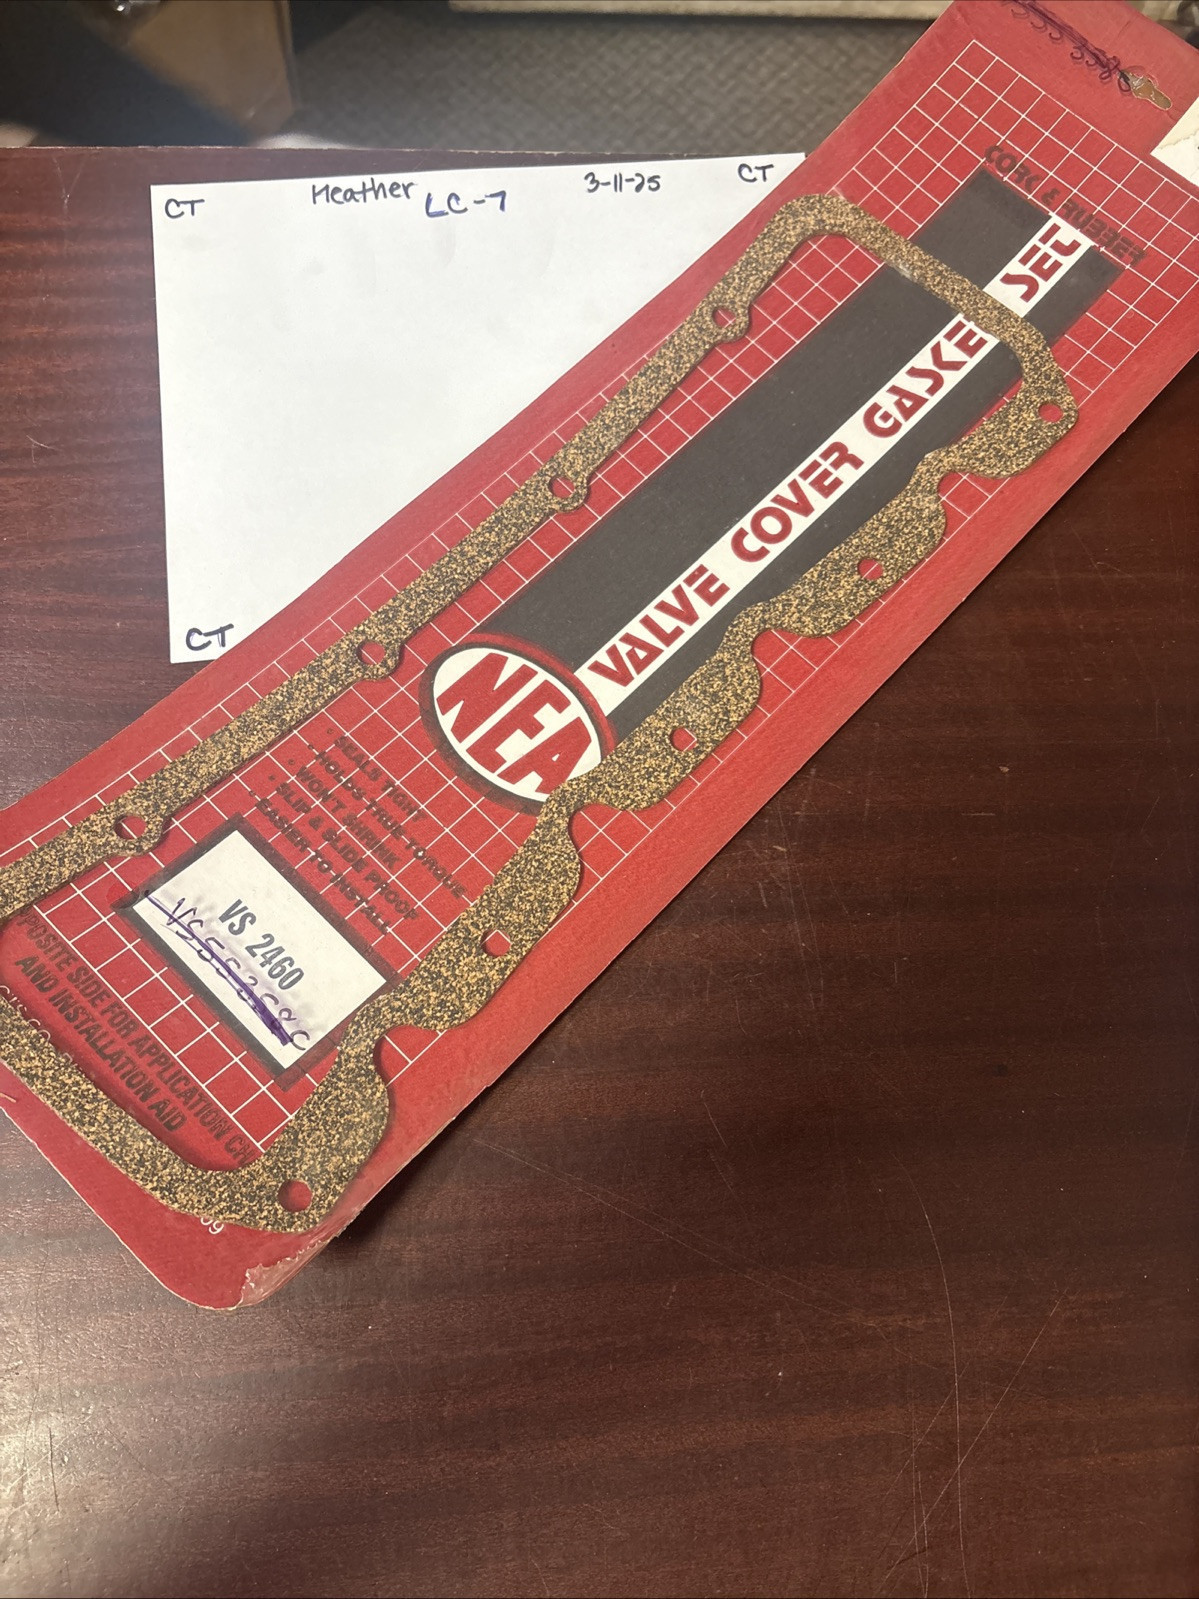 CT
Heather
LC-7
3-11-25
CT
CT
CORK & RUBBER
VALVE COVER GASKE SET
NEA
• SEALS TIGHT
• HOLDS TRUE TORQUE
• WON'T SHRINK
• SLIP & SLIDE PROOF
• EASIER TO INSTALL
VS 2460
OPPOSITE SIDE FOR APPLICATION CH
AND INSTALLATION AID
09